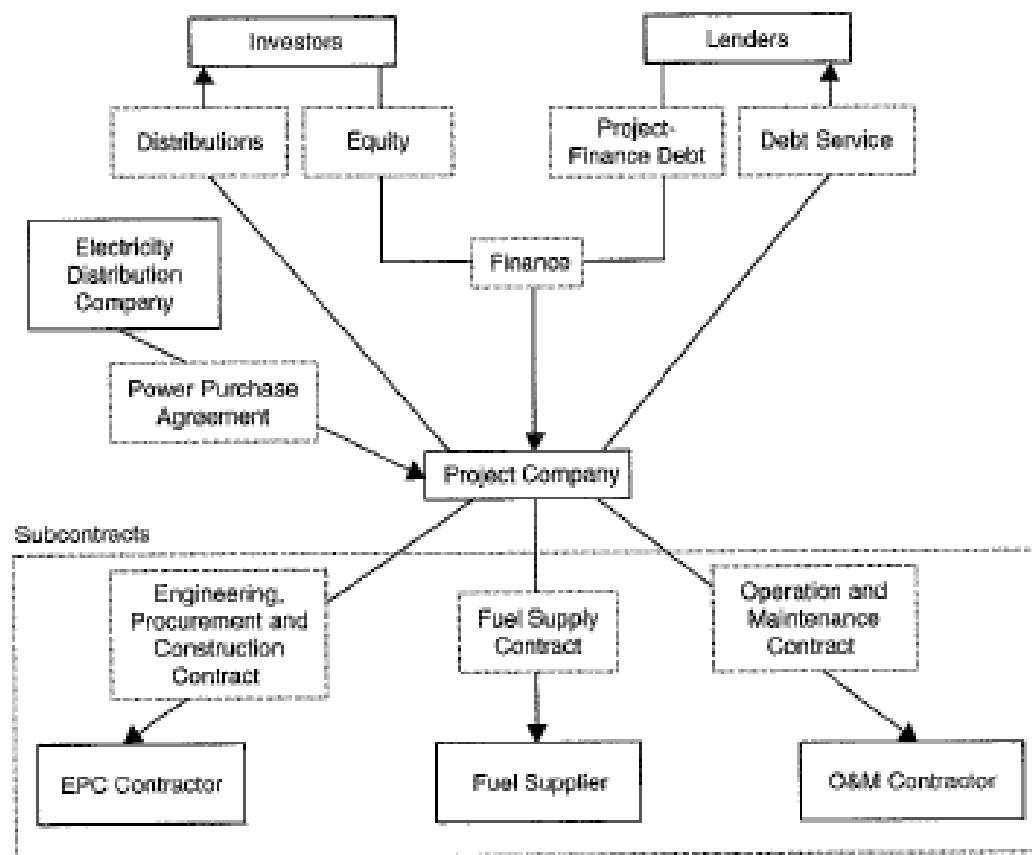 Investors
Lenders
Distributions
Equity
Project-
Finance Debt
Debt Service
Electricity
Distribution
Company
Finance
Power Purchase
Agreement
Project Company
Subcontracts
Engineering,
Procurement and
Construction
Contract
Fuel Supply
Contract
Operation and
Maintenance
Contract
EPC Contractor
Fuel Supplier
O&M Contractor